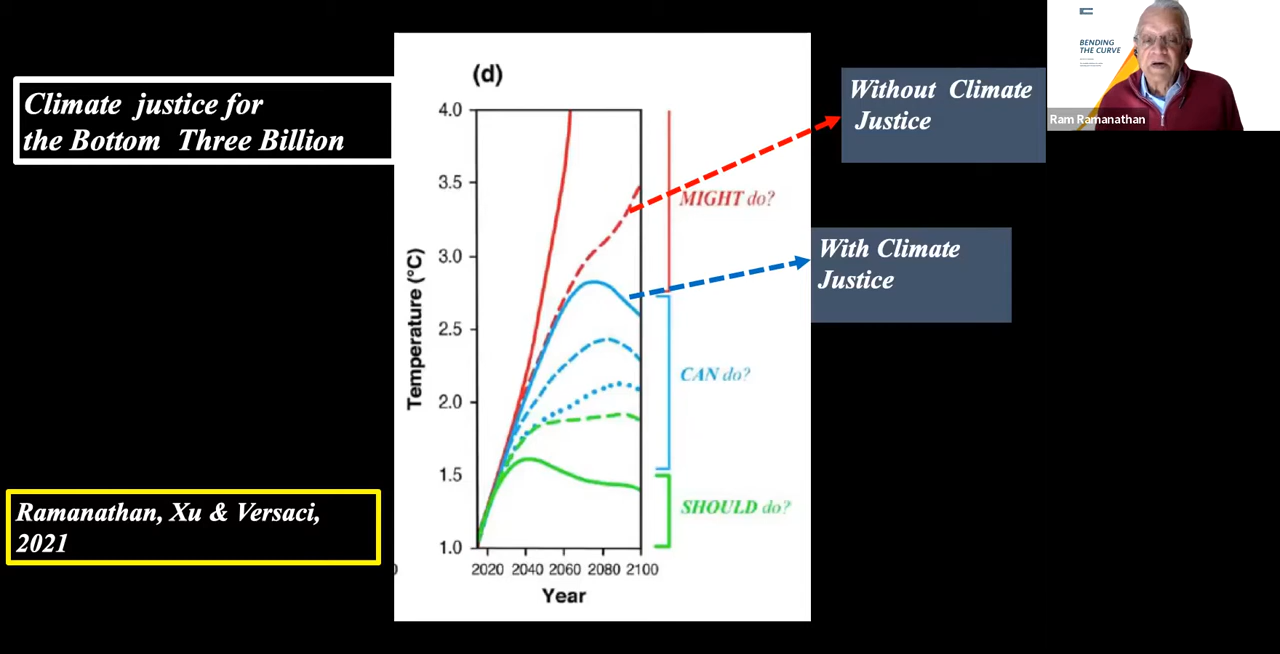 Climate justice for
the Bottom Three Billion
Ramanathan, Xu & Versaci,
2021
(d)
4.0
3.5
3.0
2.5
2.0
1.5
1.0
Temperature (°C)
2020 2040 2060 2080 2100
Year
MIGHT do?
CAN do?
SHOULD do?
Without Climate
Justice
With Climate
Justice
BENDING
THE CURVE
Ram Ramanathan